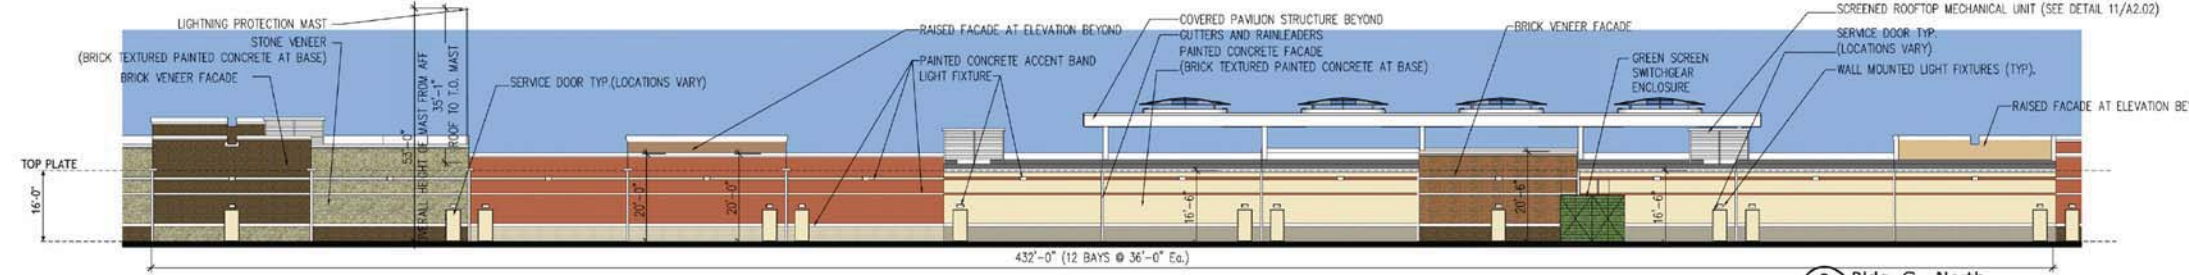 LIGHTNING PROTECTION MAST
STONE VENEER
(BRICK TEXTURED PAINTED CONCRETE AT BASE)
BRICK VENEER FACADE
53'-0"
OVERALL HEIGHT OF MAST FROM AFF
35'-1"
ROOF TO T.O. MAST
SERVICE DOOR TYP.(LOCATIONS VARY)
RAISED FACADE AT ELEVATION BEYOND
PAINTED CONCRETE ACCENT BAND
LIGHT FIXTURE
COVERED PAVILION STRUCTURE BEYOND
GUTTERS AND RAINLEADERS
PAINTED CONCRETE FACADE
(BRICK TEXTURED PAINTED CONCRETE AT BASE)
BRICK VENEER FACADE
GREEN SCREEN
SWITCHGEAR
ENCLOSURE
SCREENED ROOFTOP MECHANICAL UNIT (SEE DETAIL 11/A2.02)
SERVICE DOOR TYP.
(LOCATIONS VARY)
WALL MOUNTED LIGHT FIXTURES (TYP).
RAISED FACADE AT ELEVATION BE
TOP PLATE
16'-0"
20'-0"
20'-0"
16'-6"
20'-6"
16'-6"
432'-0" (12 BAYS @ 36'-0" Ea.)